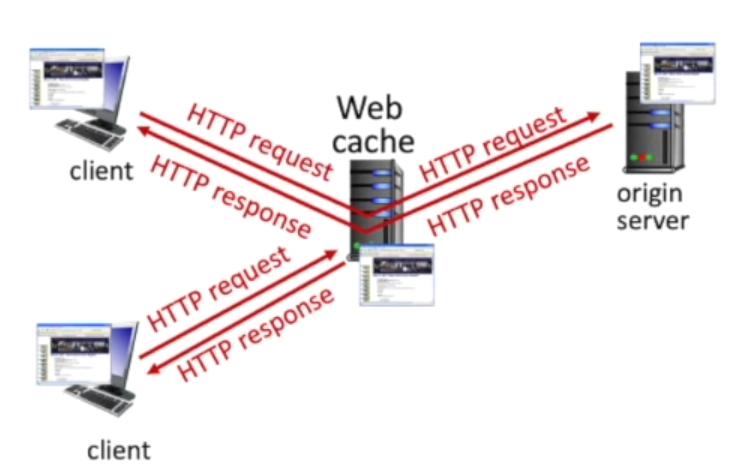 Web
cache
HTTP request
HTTP request
client
HTTP response
HTTP response
origin
server
HTTP request
HTTP response
client